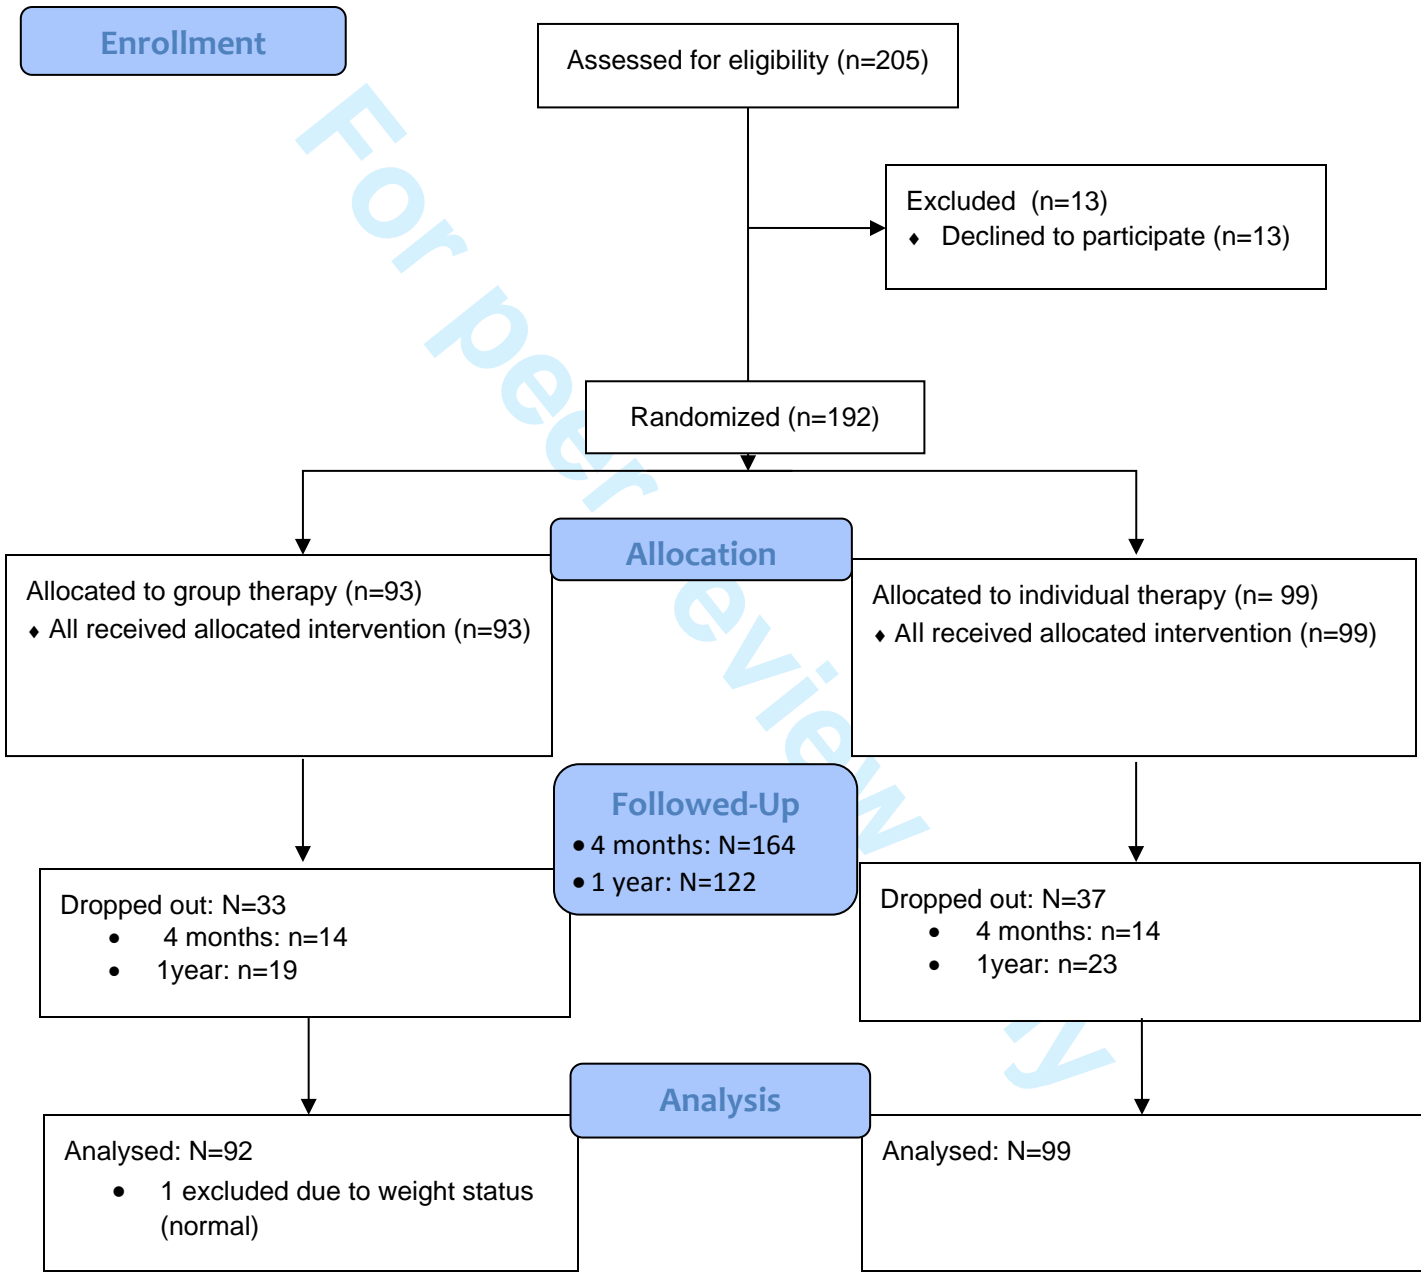 Enrollment
Assessed for eligibility (n=205)
Excluded (n=13)
♦ Declined to participate (n=13)
Randomized (n=192)
Allocation
Allocated to group therapy (n=93)
♦ All received allocated intervention (n=93)
Allocated to individual therapy (n= 99)
♦ All received allocated intervention (n=99)
Followed-Up
• 4 months: N=164
• 1 year: N=122
Dropped out: N=33
• 4 months: n=14
• 1year: n=19
Dropped out: N=37
• 4 months: n=14
• 1year: n=23
Analysis
Analysed: N=92
• 1 excluded due to weight status
(normal)
Analysed: N=99
For peer review